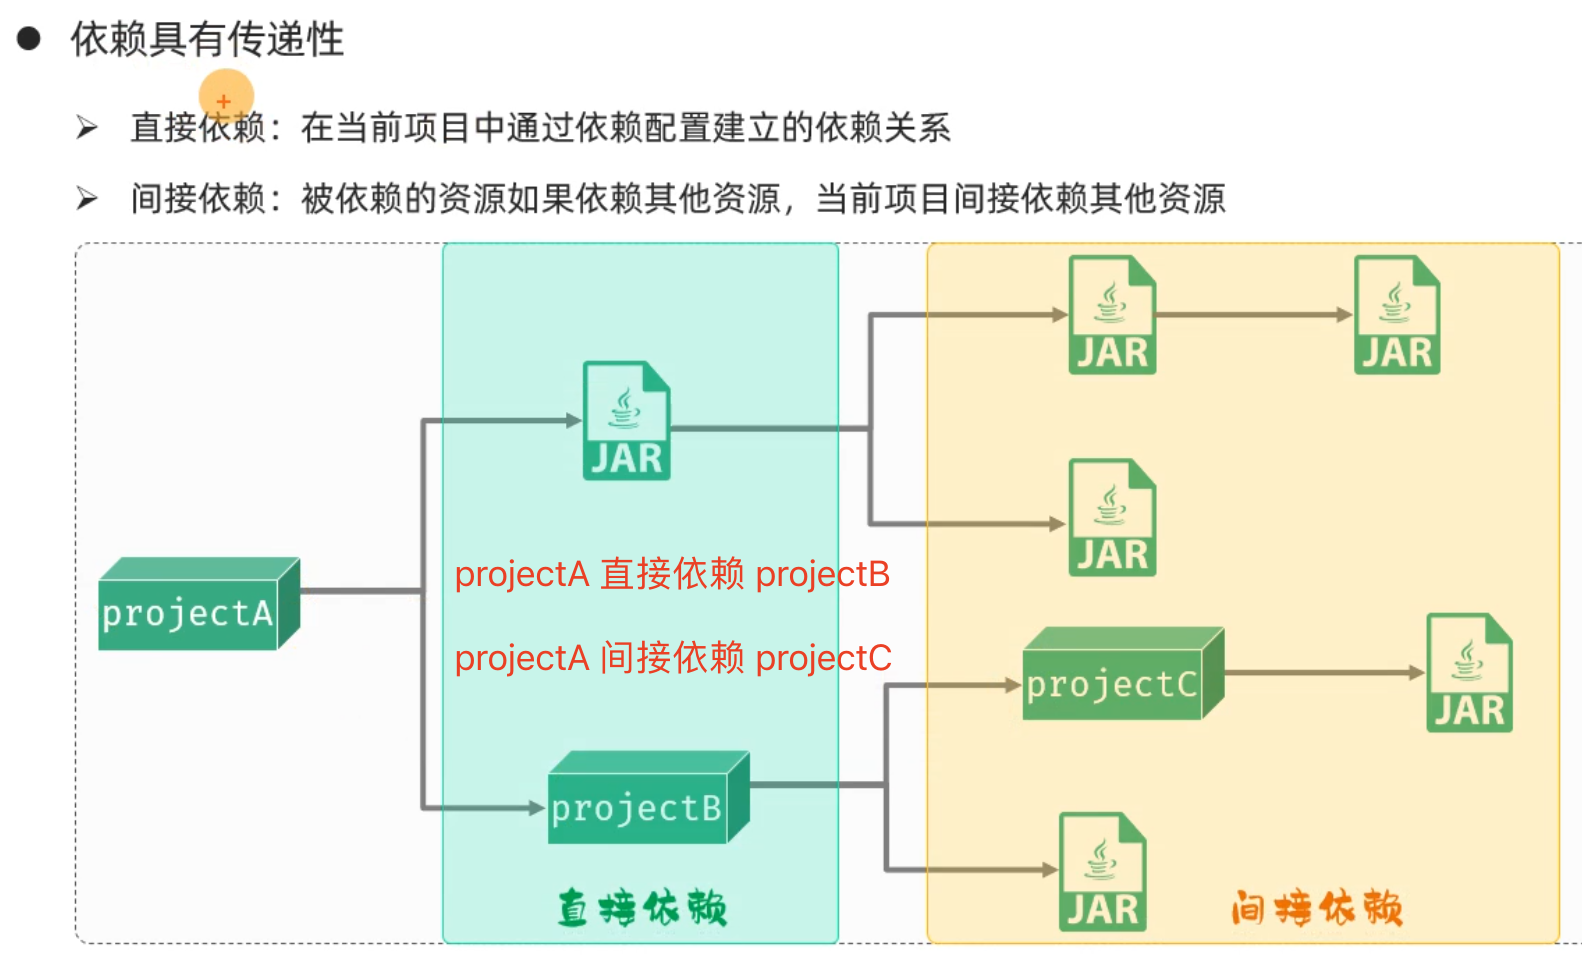 依赖具有传递性
直接依赖：在当前项目中通过依赖配置建立的依赖关系
间接依赖：被依赖的资源如果依赖其他资源，当前项目间接依赖其他资源
JAR
JAR
JAR
JAR
projectA 直接依赖 projectB
projectA
projectA 间接依赖 projectC
projectC
JAR
projectB
直接依赖
JAR
间接依赖